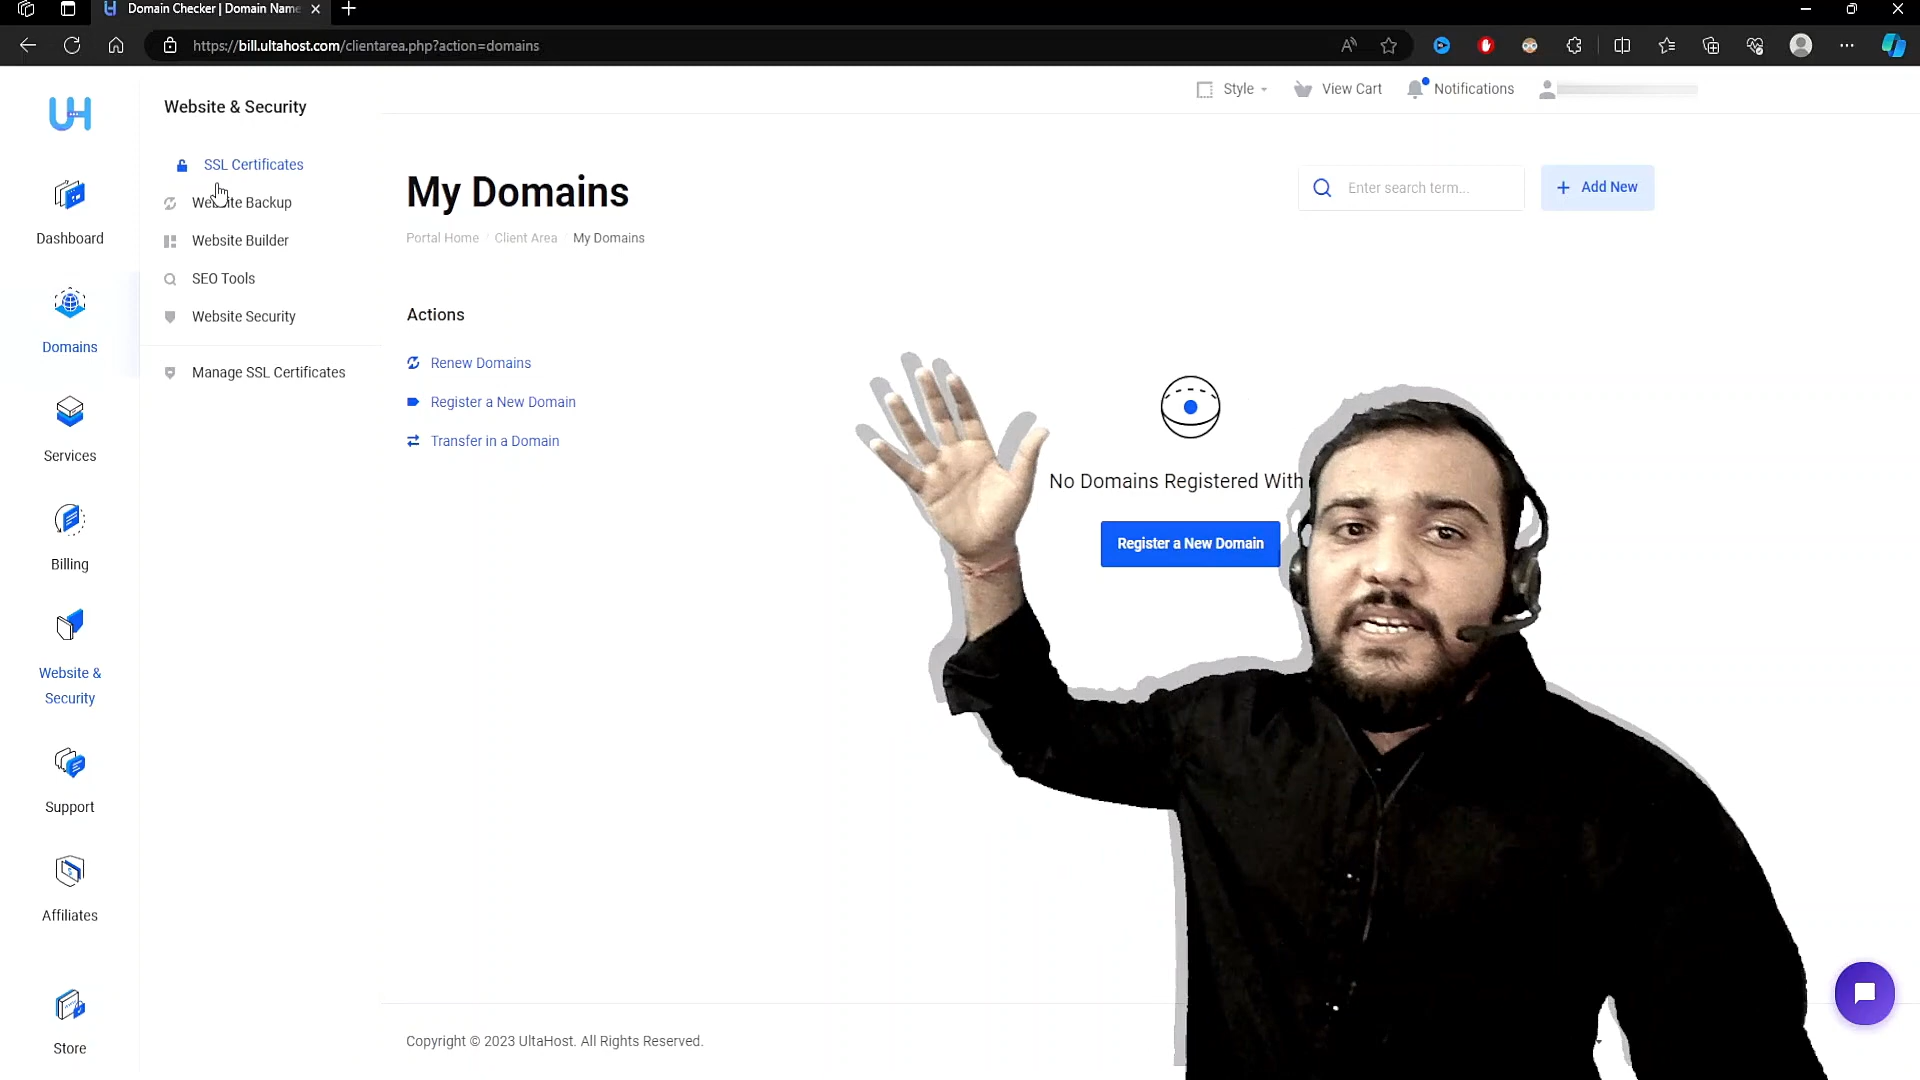 Domain Checker | Domain Name
https://bill.ultahost.com/clientarea.php?action=domains
Style
View Cart
Notifications
UH
Website & Security
SSL Certificates
Website Backup
Website Builder
SEO Tools
Website Security
Manage SSL Certificates
Dashboard
Domains
Services
Billing
Website &
Security
Support
Affiliates
Store
My Domains
Portal Home / Client Area / My Domains
Enter search term...
+ Add New
Actions
Renew Domains
Register a New Domain
Transfer in a Domain
No Domains Registered With
Register a New Domain
Copyright © 2023 UltaHost. All Rights Reserved.